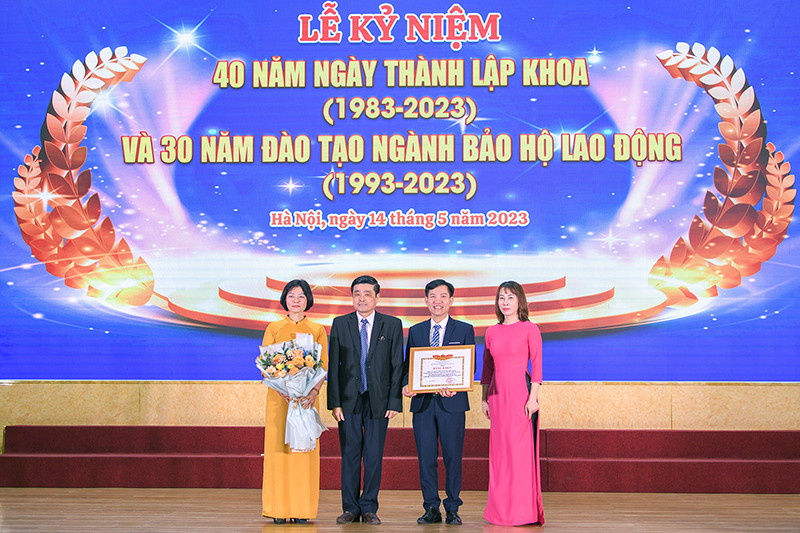 LỄ KỶ NIỆM
40 NĂM NGÀY THÀNH LẬP KHOA
(1983-2023)
VÀ 30 NĂM ĐÀO TẠO NGÀNH BẢO HỘ LAO ĐỘNG
(1993-2023)
Hà Nội, ngày 14 tháng 5 năm 2023